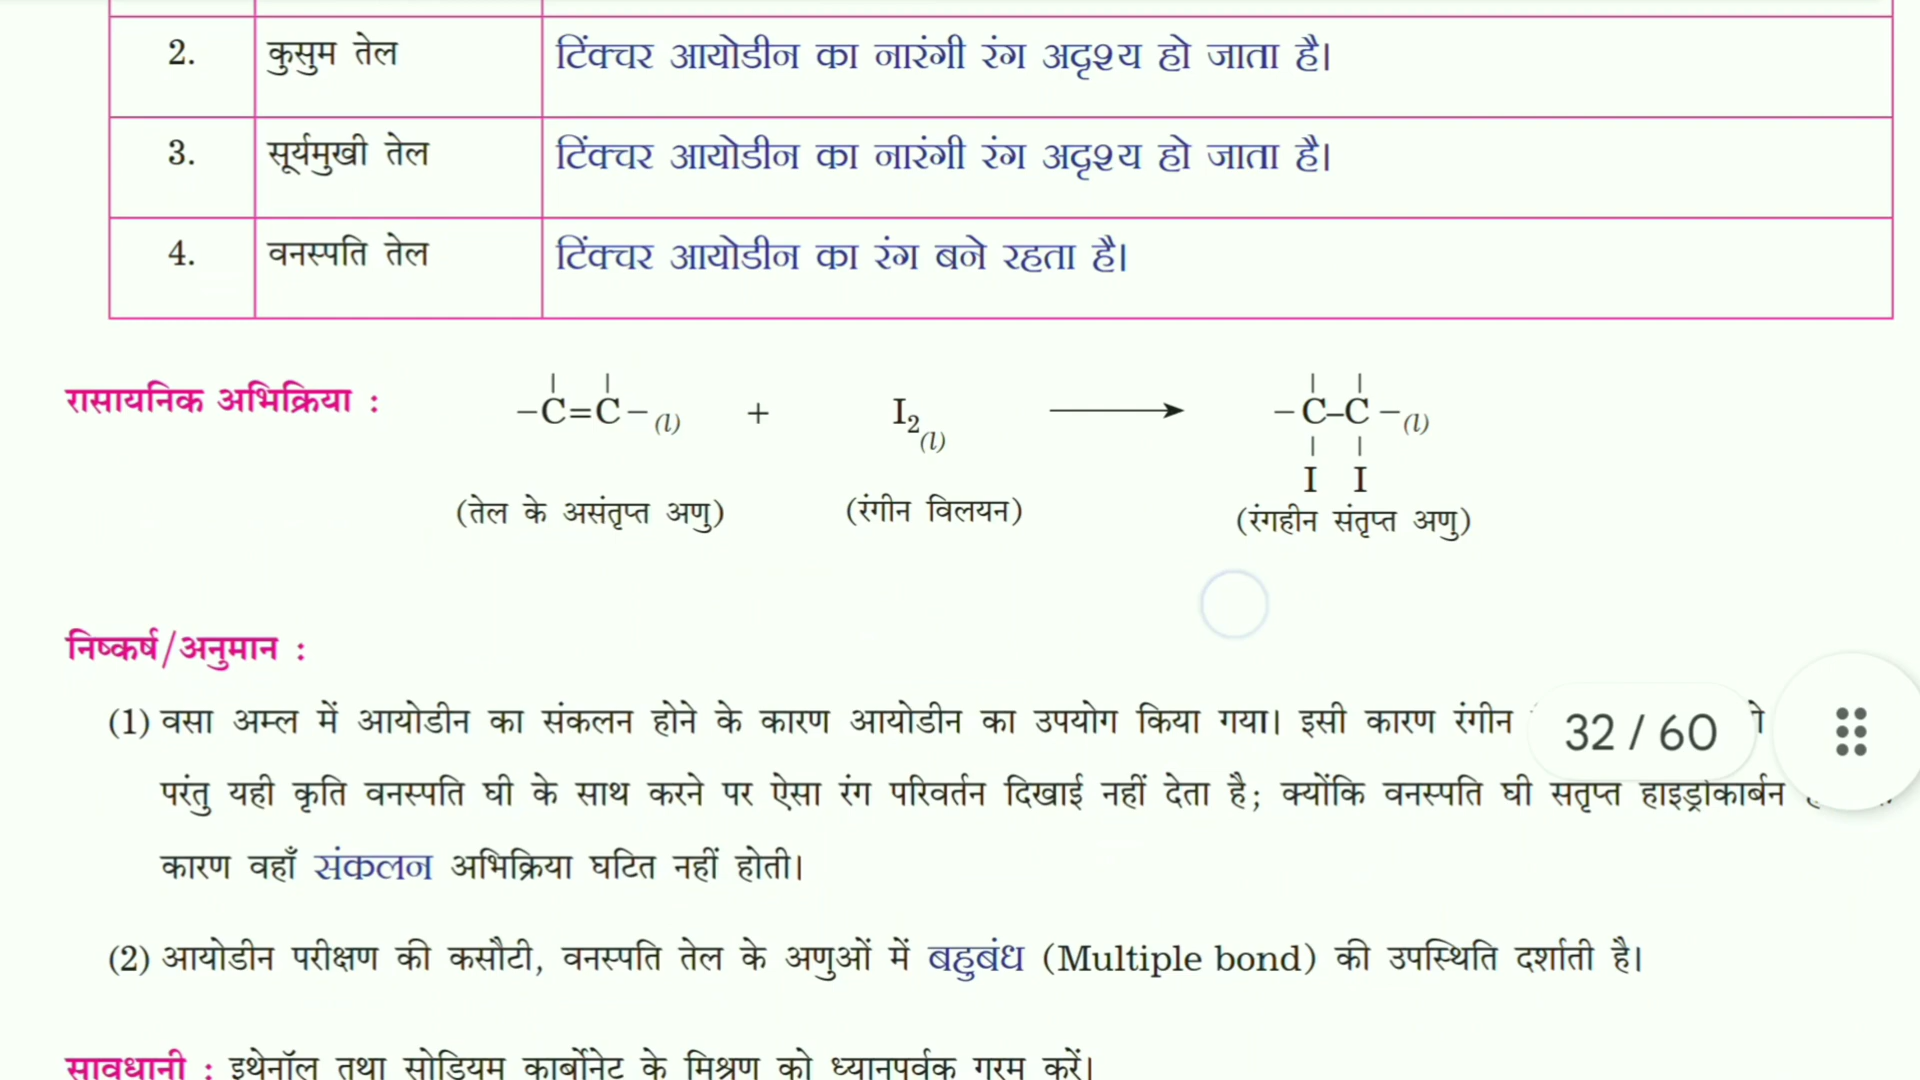 2. कुसुम तेल टिंक्चर आयोडीन का नारंगी रंग अदृश्य हो जाता है।
3. सूर्यमुखी तेल टिंक्चर आयोडीन का नारंगी रंग अदृश्य हो जाता है।
4. वनस्पति तेल टिंक्चर आयोडीन का रंग बने रहता है।
रासायनिक अभिक्रिया : –C=C–(l) + I2(l) –C–C–(l)
I I
(तेल के असंतृप्त अणु) (रंगीन विलयन) (रंगहीन संतृप्त अणु)
निष्कर्ष/अनुमान :
(1) वसा अम्ल में आयोडीन का संकलन होने के कारण आयोडीन का उपयोग किया गया। इसी कारण रंगीन
32 / 60
परंतु यही कृति वनस्पति घी के साथ करने पर ऐसा रंग परिवर्तन दिखाई नहीं देता है; क्योंकि वनस्पति घी संतृप्त हाइड्रोकार्बन
कारण वहाँ संकलन अभिक्रिया घटित नहीं होती।
(2) आयोडीन परीक्षण की कसौटी, वनस्पति तेल के अणुओं में बहुबंध (Multiple bond) की उपस्थिति दर्शाती है।
सावधानी : इथेनॉल तथा सोडियम कार्बोनेट के मिश्रण को ध्यानपूर्वक गरम करें।